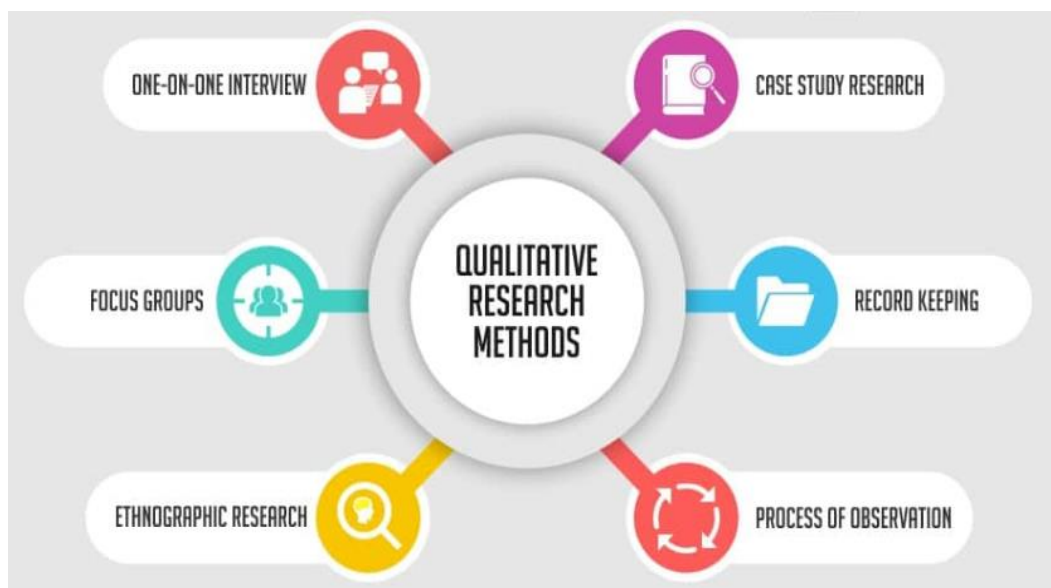 ONE-ON-ONE INTERVIEW
CASE STUDY RESEARCH
QUALITATIVE
RESEARCH
METHODS
FOCUS GROUPS
RECORD KEEPING
ETHNOGRAPHIC RESEARCH
PROCESS OF OBSERVATION